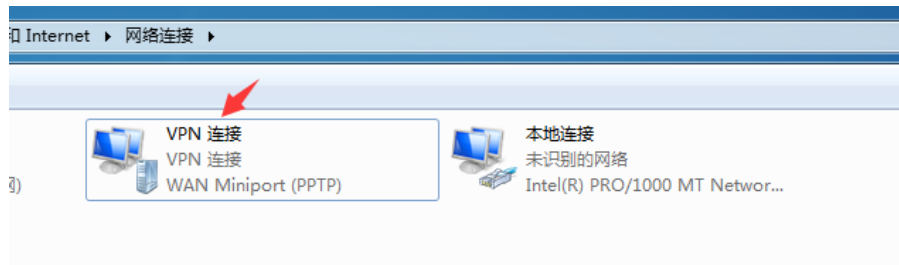 和 Internet ▸ 网络连接 ▸
VPN 连接
VPN 连接
WAN Miniport (PPTP)
本地连接
未识别的网络
Intel(R) PRO/1000 MT Networ...